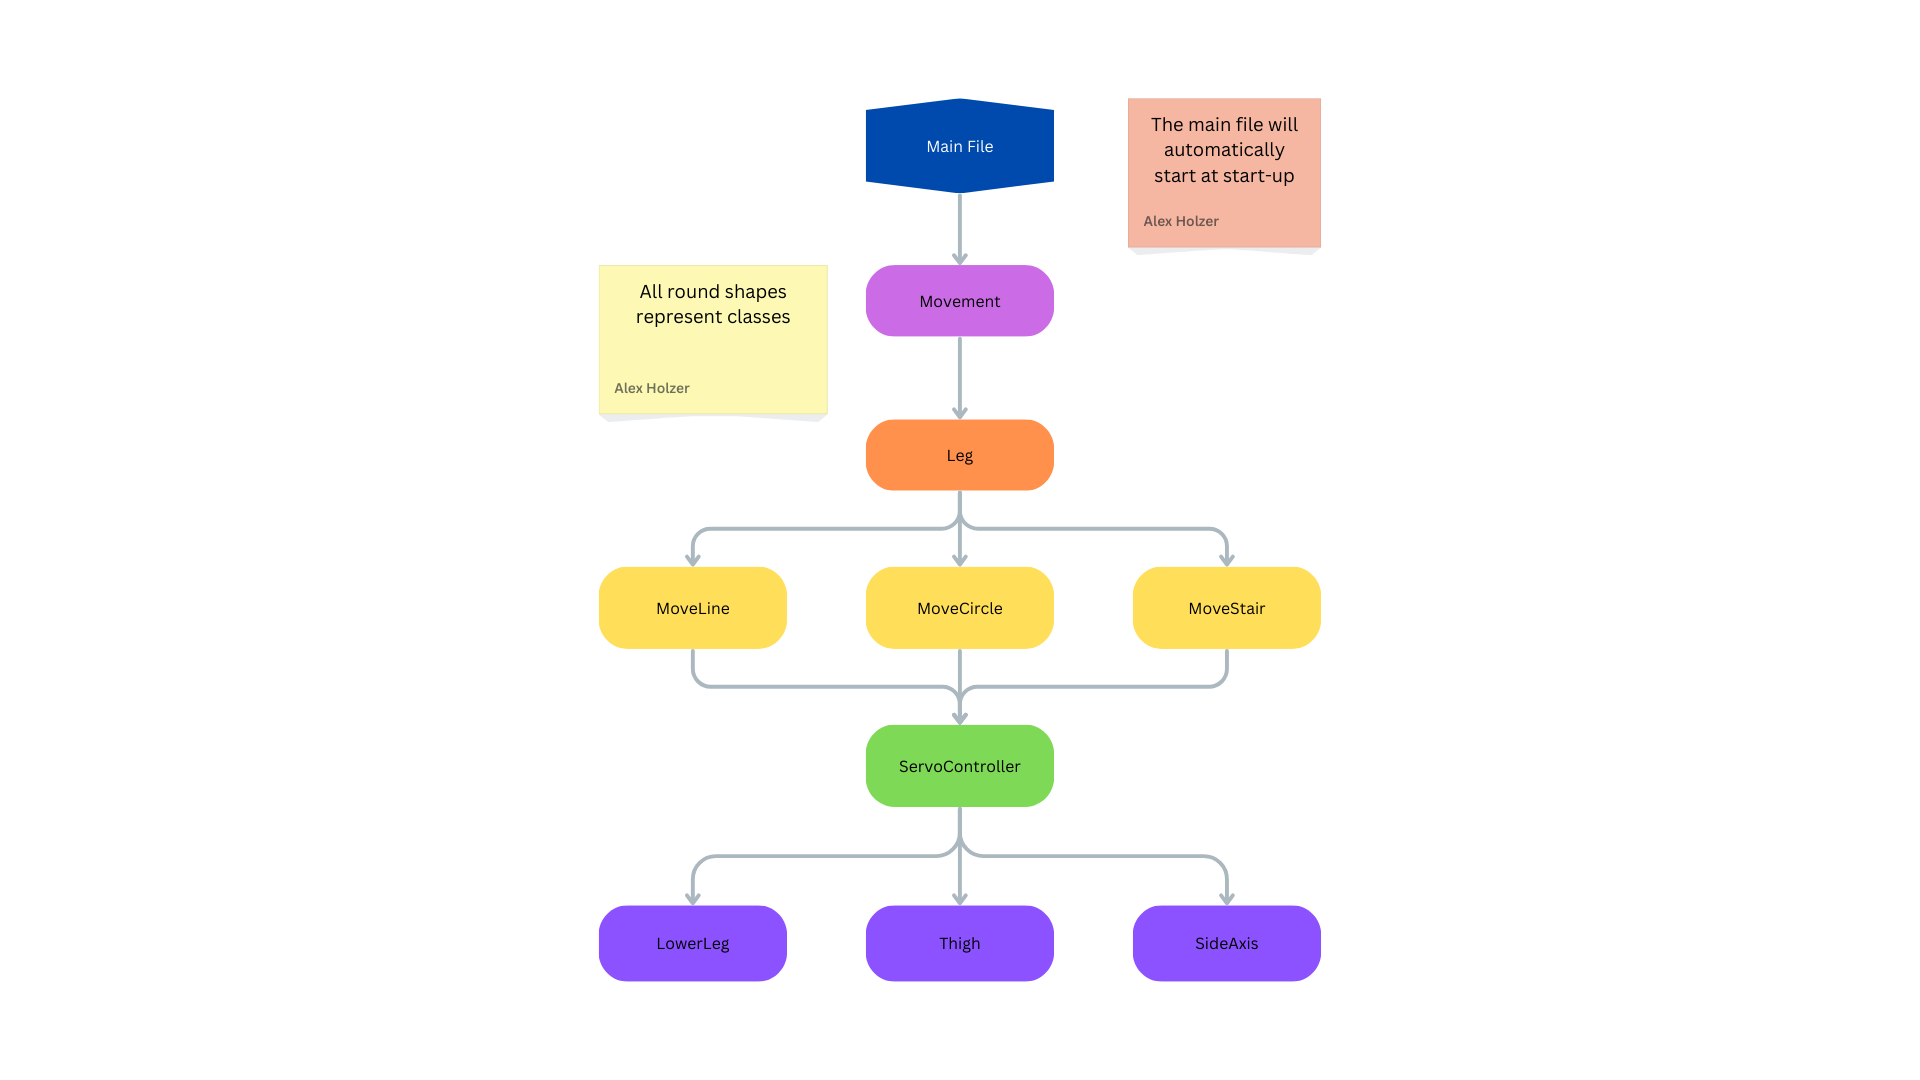 Main File
The main file will
automatically
start at start-up
Alex Holzer
All round shapes
represent classes
Alex Holzer
Movement
Leg
MoveLine
MoveCircle
MoveStair
ServoController
LowerLeg
Thigh
SideAxis